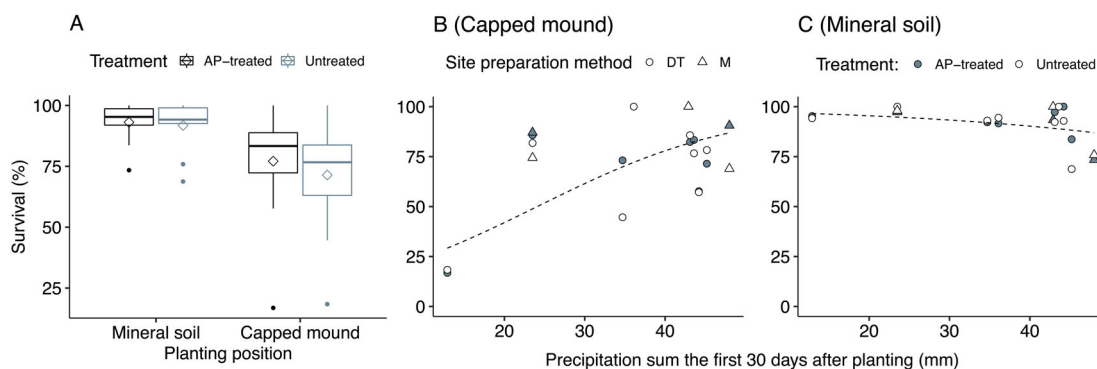 A
B (Capped mound)
C (Mineral soil)
Treatment AP-treated Untreated
Site preparation method DT M
Treatment: AP-treated Untreated
Survival (%)
100
75
50
25
Mineral soil Capped mound
Planting position
100
75
50
25
0
20 40
100
75
50
25
0
20 40
Precipitation sum the first 30 days after planting (mm)